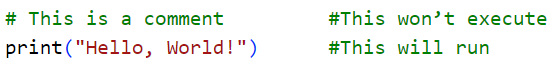 # This is a comment #This won’t execute
print("Hello, World!") #This will run